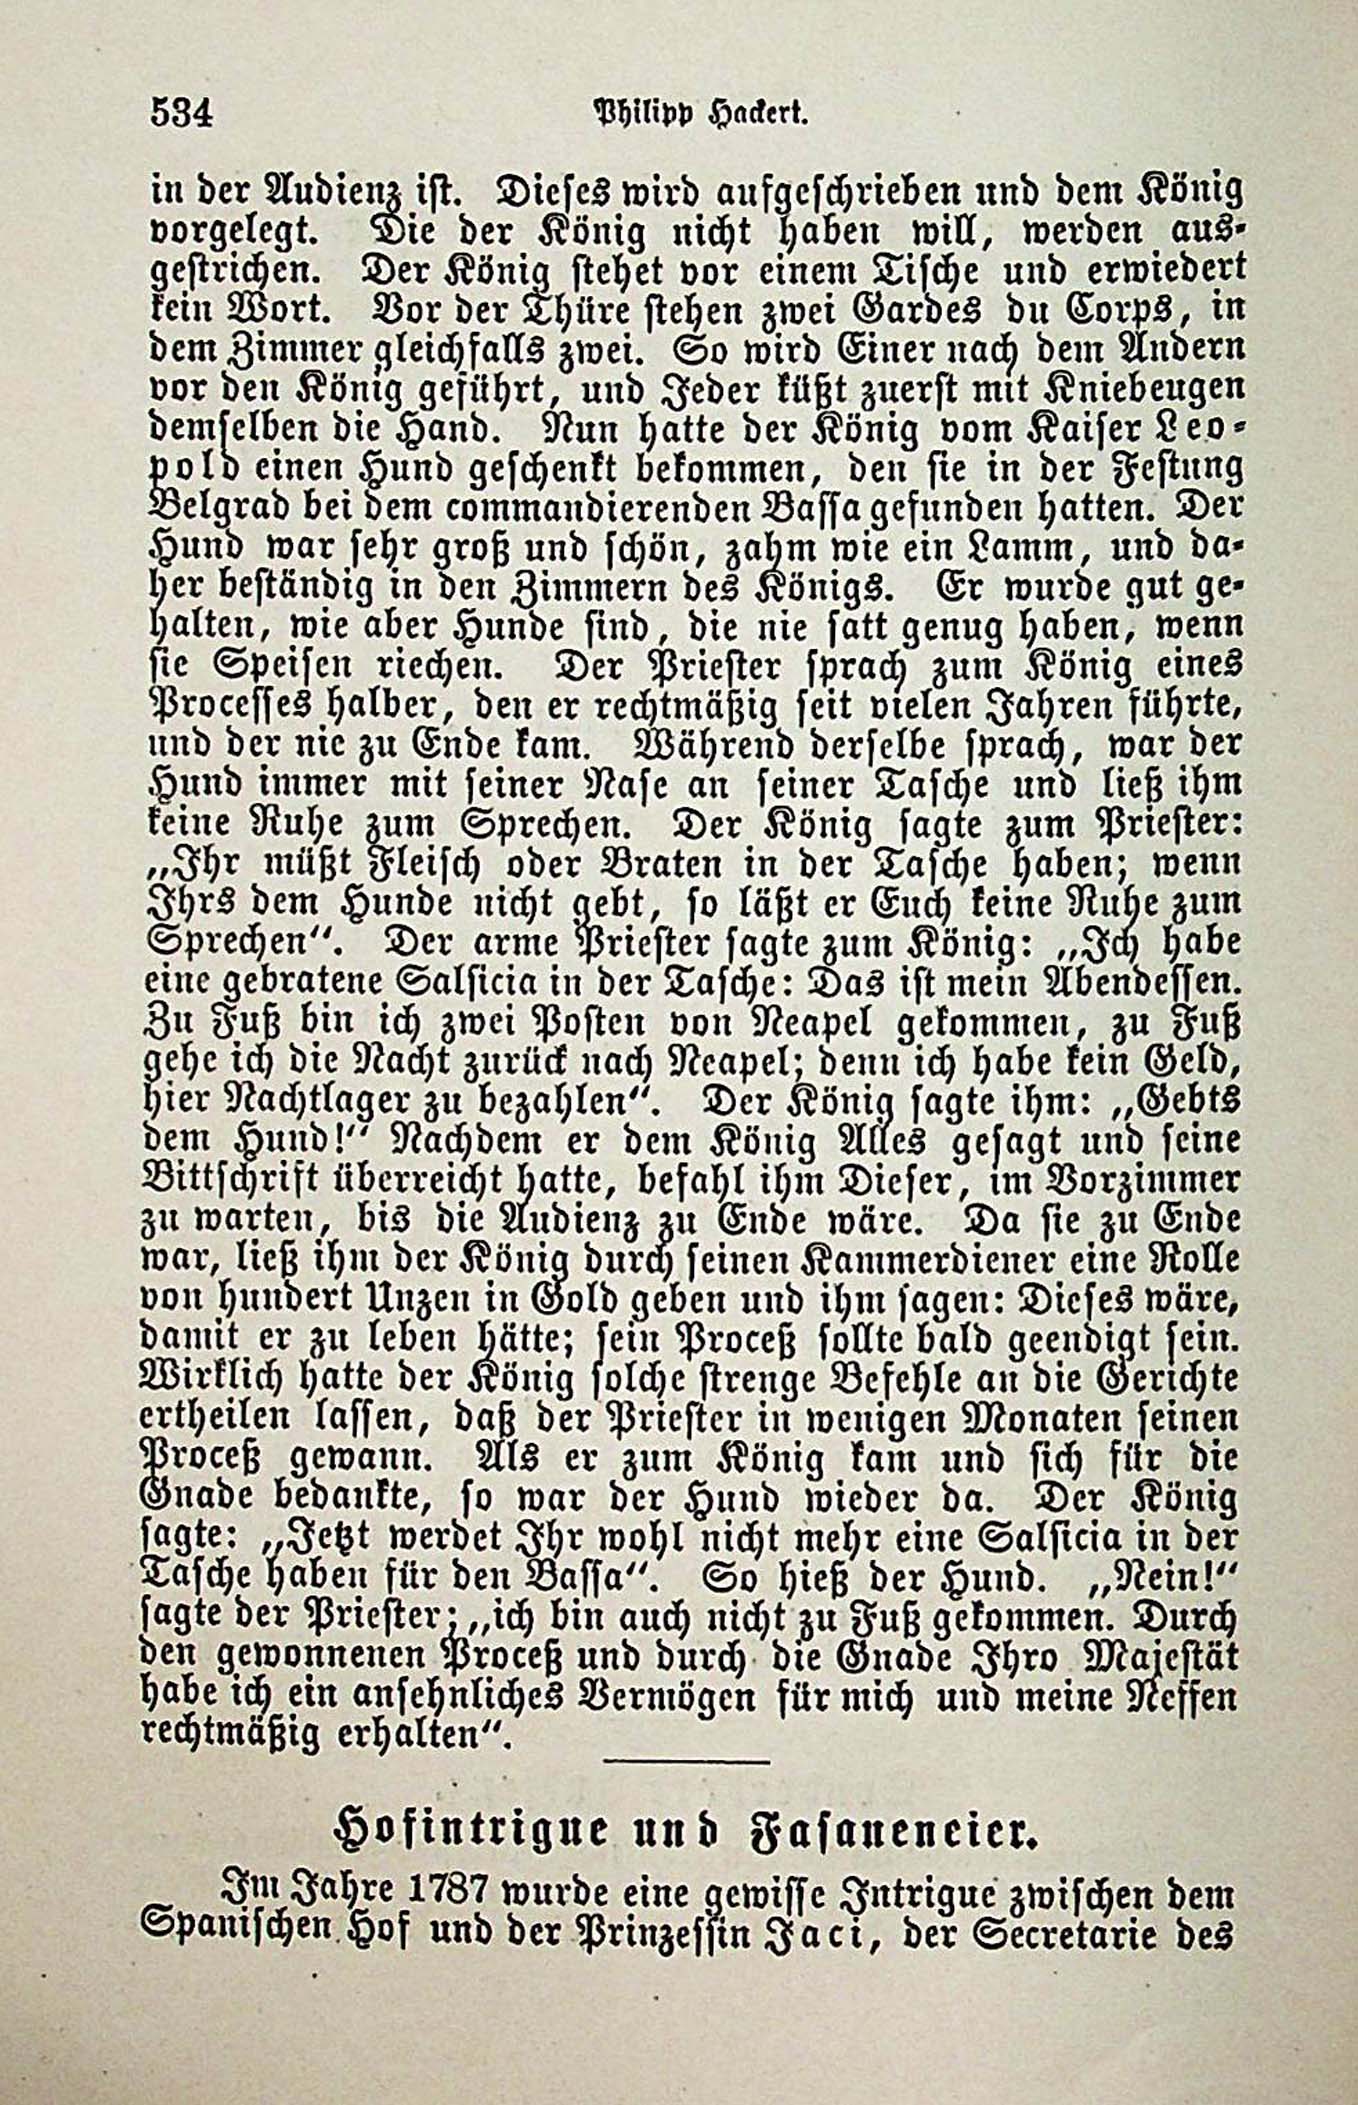 534
Philipp Hackert.
in der Audienz ist. Dieses wird aufgeschrieben und dem König
vorgelegt. Die der König nicht haben will, werden aus-
gestrichen. Der König stehet vor einem Tische und erwiedert
kein Wort. Vor der Thüre stehen zwei Gardes du Corps, in
dem Zimmer gleichfalls zwei. So wird Einer nach dem Andern
vor den König geführt, und Jeder küßt zuerst mit Kniebeugen
demselben die Hand. Nun hatte der König vom Kaiser Leo-
pold einen Hund geschenkt bekommen, den sie in der Festung
Belgrad bei dem commandierenden Bassa gefunden hatten. Der
Hund war sehr groß und schön, zahm wie ein Lamm, und da-
her beständig in den Zimmern des Königs. Er wurde gut ge-
halten, wie aber Hunde sind, die nie satt genug haben, wenn
sie Speisen riechen. Der Priester sprach zum König eines
Processes halber, den er rechtmäßig seit vielen Jahren führte,
und der nie zu Ende kam. Während derselbe sprach, war der
Hund immer mit seiner Nase an seiner Tasche und ließ ihm
keine Ruhe zum Sprechen. Der König sagte zum Priester:
„Ihr müßt Fleisch oder Braten in der Tasche haben; wenn
Ihrs dem Hunde nicht gebt, so läßt er Euch keine Ruhe zum
Sprechen“. Der arme Priester sagte zum König: „Ich habe
eine gebratene Salsicia in der Tasche: Das ist mein Abendessen.
Zu Fuß bin ich zwei Posten von Neapel gekommen, zu Fuß
gehe ich die Nacht zurück nach Neapel; denn ich habe kein Geld,
hier Nachtlager zu bezahlen“. Der König sagte ihm: „Gebts
dem Hund!“ Nachdem er dem König Alles gesagt und seine
Bittschrift überreicht hatte, befahl ihm Dieser, im Vorzimmer
zu warten, bis die Audienz zu Ende wäre. Da sie zu Ende
war, ließ ihm der König durch seinen Kammerdiener eine Rolle
von hundert Unzen in Gold geben und ihm sagen: Dieses wäre,
damit er zu leben hätte; sein Proceß sollte bald geendigt sein.
Wirklich hatte der König solche strenge Befehle an die Gerichte
ertheilen lassen, daß der Priester in wenigen Monaten seinen
Proceß gewann. Als er zum König kam und sich für die
Gnade bedankte, so war der Hund wieder da. Der König
sagte: „Jetzt werdet Ihr wohl nicht mehr eine Salsicia in der
Tasche haben für den Bassa“. So hieß der Hund. „Nein!“
sagte der Priester; „ich bin auch nicht zu Fuß gekommen. Durch
den gewonnenen Proceß und durch die Gnade Ihro Majestät
habe ich ein ansehnliches Vermögen für mich und meine Neffen
rechtmäßig erhalten“.
Hofintrigue und Fasaneneier.
Im Jahre 1787 wurde eine gewisse Intrigue zwischen dem
Spanischen Hof und der Prinzessin Jaci, der Secretarie des